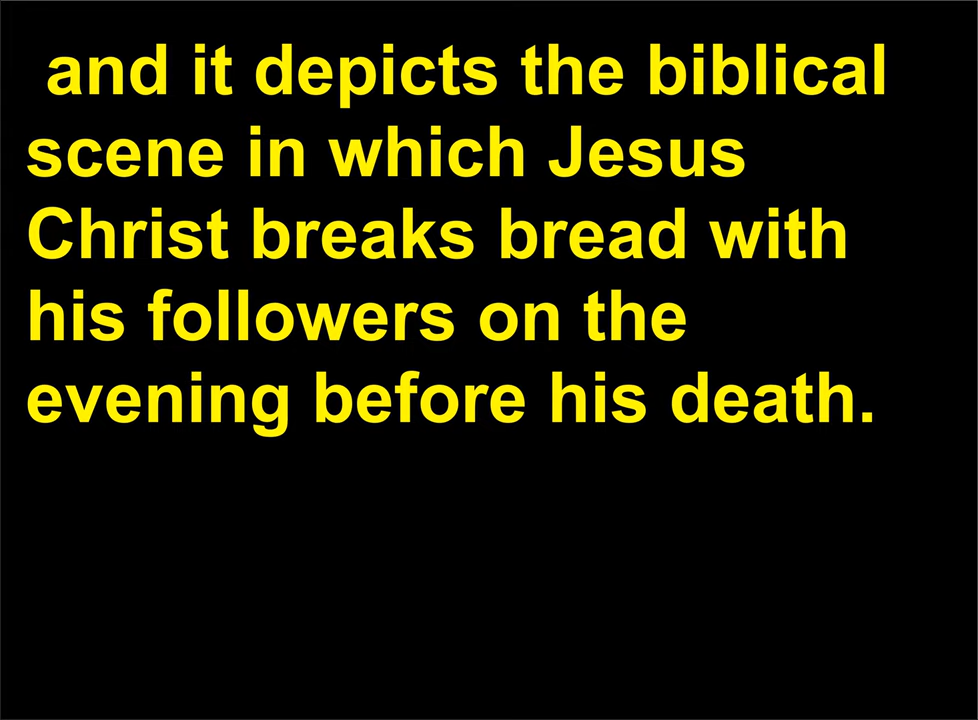 and it depicts the biblical
scene in which Jesus
Christ breaks bread with
his followers on the
evening before his death.